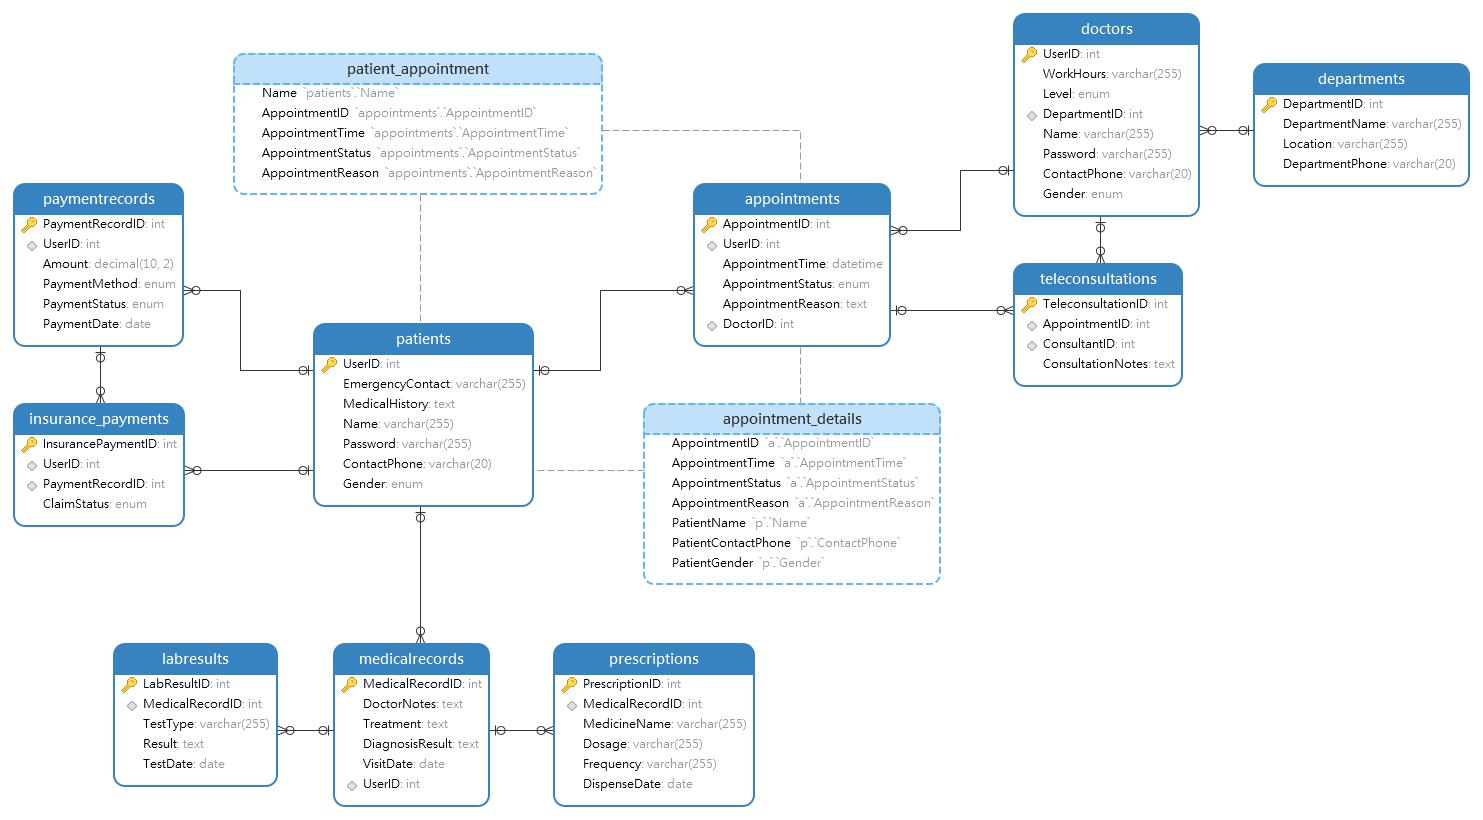 doctors
UserID: int
WorkHours: varchar(255)
Level: enum
DepartmentID: int
Name: varchar(255)
Password: varchar(255)
ContactPhone: varchar(20)
Gender: enum
departments
DepartmentID: int
DepartmentName: varchar(255)
Location: varchar(255)
DepartmentPhone: varchar(20)
patient_appointment
Name `patients`.`Name`
AppointmentID `appointments`.`AppointmentID`
AppointmentTime `appointments`.`AppointmentTime`
AppointmentStatus `appointments`.`AppointmentStatus`
AppointmentReason `appointments`.`AppointmentReason`
paymentrecords
PaymentRecordID: int
UserID: int
Amount: decimal(10, 2)
PaymentMethod: enum
PaymentStatus: enum
PaymentDate: date
appointments
AppointmentID: int
UserID: int
AppointmentTime: datetime
AppointmentStatus: enum
AppointmentReason: text
DoctorID: int
teleconsultations
TeleconsultationID: int
AppointmentID: int
ConsultantID: int
ConsultationNotes: text
patients
UserID: int
EmergencyContact: varchar(255)
MedicalHistory: text
Name: varchar(255)
Password: varchar(255)
ContactPhone: varchar(20)
Gender: enum
insurance_payments
InsurancePaymentID: int
UserID: int
PaymentRecordID: int
ClaimStatus: enum
appointment_details
AppointmentID `a`.`AppointmentID`
AppointmentTime `a`.`AppointmentTime`
AppointmentStatus `a`.`AppointmentStatus`
AppointmentReason `a`.`AppointmentReason`
PatientName `p`.`Name`
PatientContactPhone `p`.`ContactPhone`
PatientGender `p`.`Gender`
labresults
LabResultID: int
MedicalRecordID: int
TestType: varchar(255)
Result: text
TestDate: date
medicalrecords
MedicalRecordID: int
DoctorNotes: text
Treatment: text
DiagnosisResult: text
VisitDate: date
UserID: int
prescriptions
PrescriptionID: int
MedicalRecordID: int
MedicineName: varchar(255)
Dosage: varchar(255)
Frequency: varchar(255)
DispenseDate: date